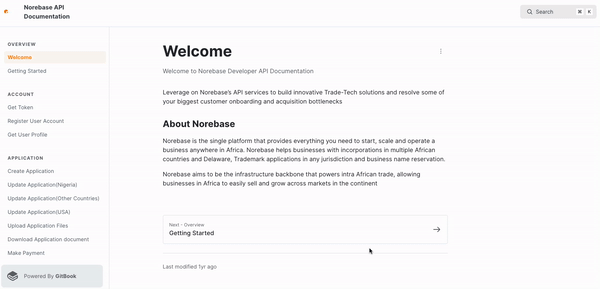 Norebase API
Documentation
Search
⌘ K
OVERVIEW
Welcome
Getting Started
ACCOUNT
Get Token
Register User Account
Get User Profile
APPLICATION
Create Application
Update Application(Nigeria)
Update Application(Other Countries)
Update Application(USA)
Upload Application Files
Download Application document
Make Payment
Powered By GitBook
Welcome
Welcome to Norebase Developer API Documentation
Leverage on Norebase's API services to build innovative Trade-Tech solutions and resolve some of
your biggest customer onboarding and acquisition bottlenecks
About Norebase
Norebase is the single platform that provides everything you need to start, scale and operate a
business anywhere in Africa. Norebase helps businesses with incorporations in multiple African
countries and Delaware, Trademark applications in any jurisdiction and business name reservation.
Norebase aims to be the infrastructure backbone that powers intra African trade, allowing
businesses in Africa to easily sell and grow across markets in the continent
Next - Overview
Getting Started
Last modified 1yr ago